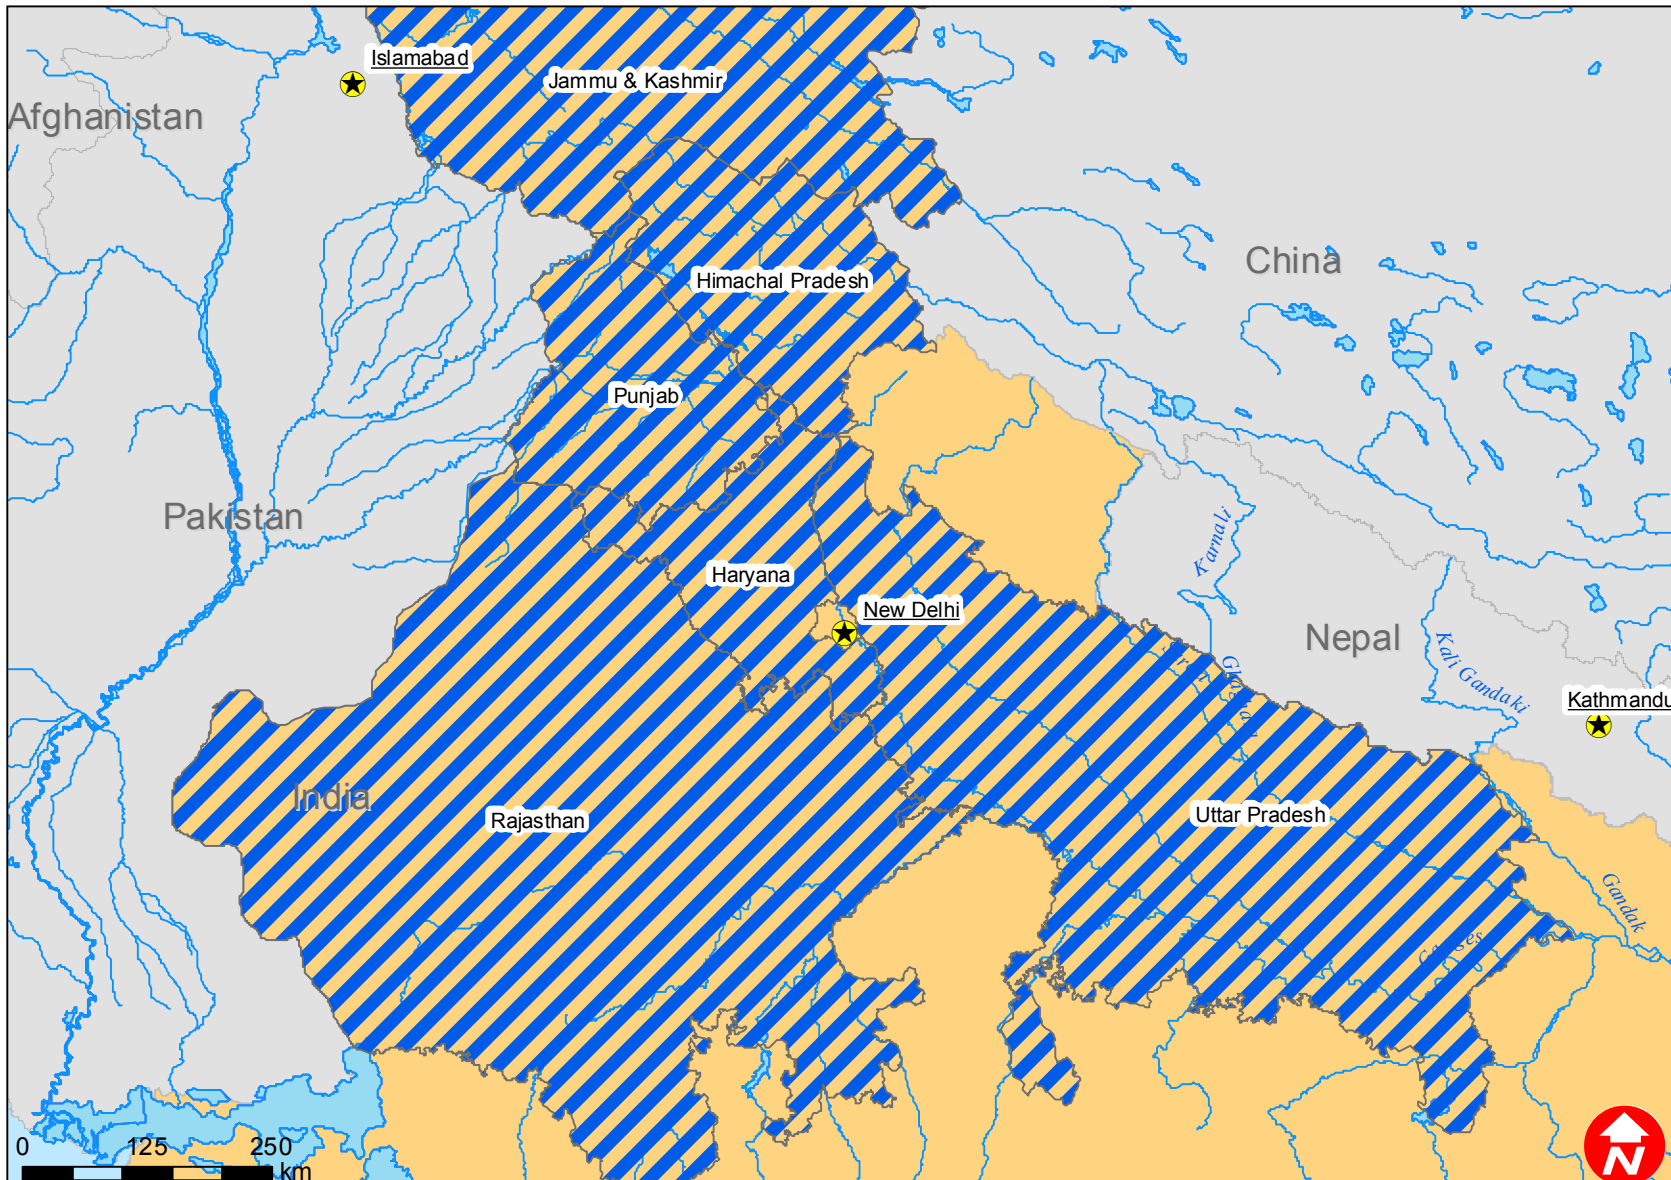 Islamabad
Jammu & Kashmir
Afghanistan
China
Himachal Pradesh
Punjab
Pakistan
Karnali
Haryana
New Delhi
Nepal
Kali Gandaki
Kathmandu
India
Rajasthan
Uttar Pradesh
Gandak
0 125 250
km
N